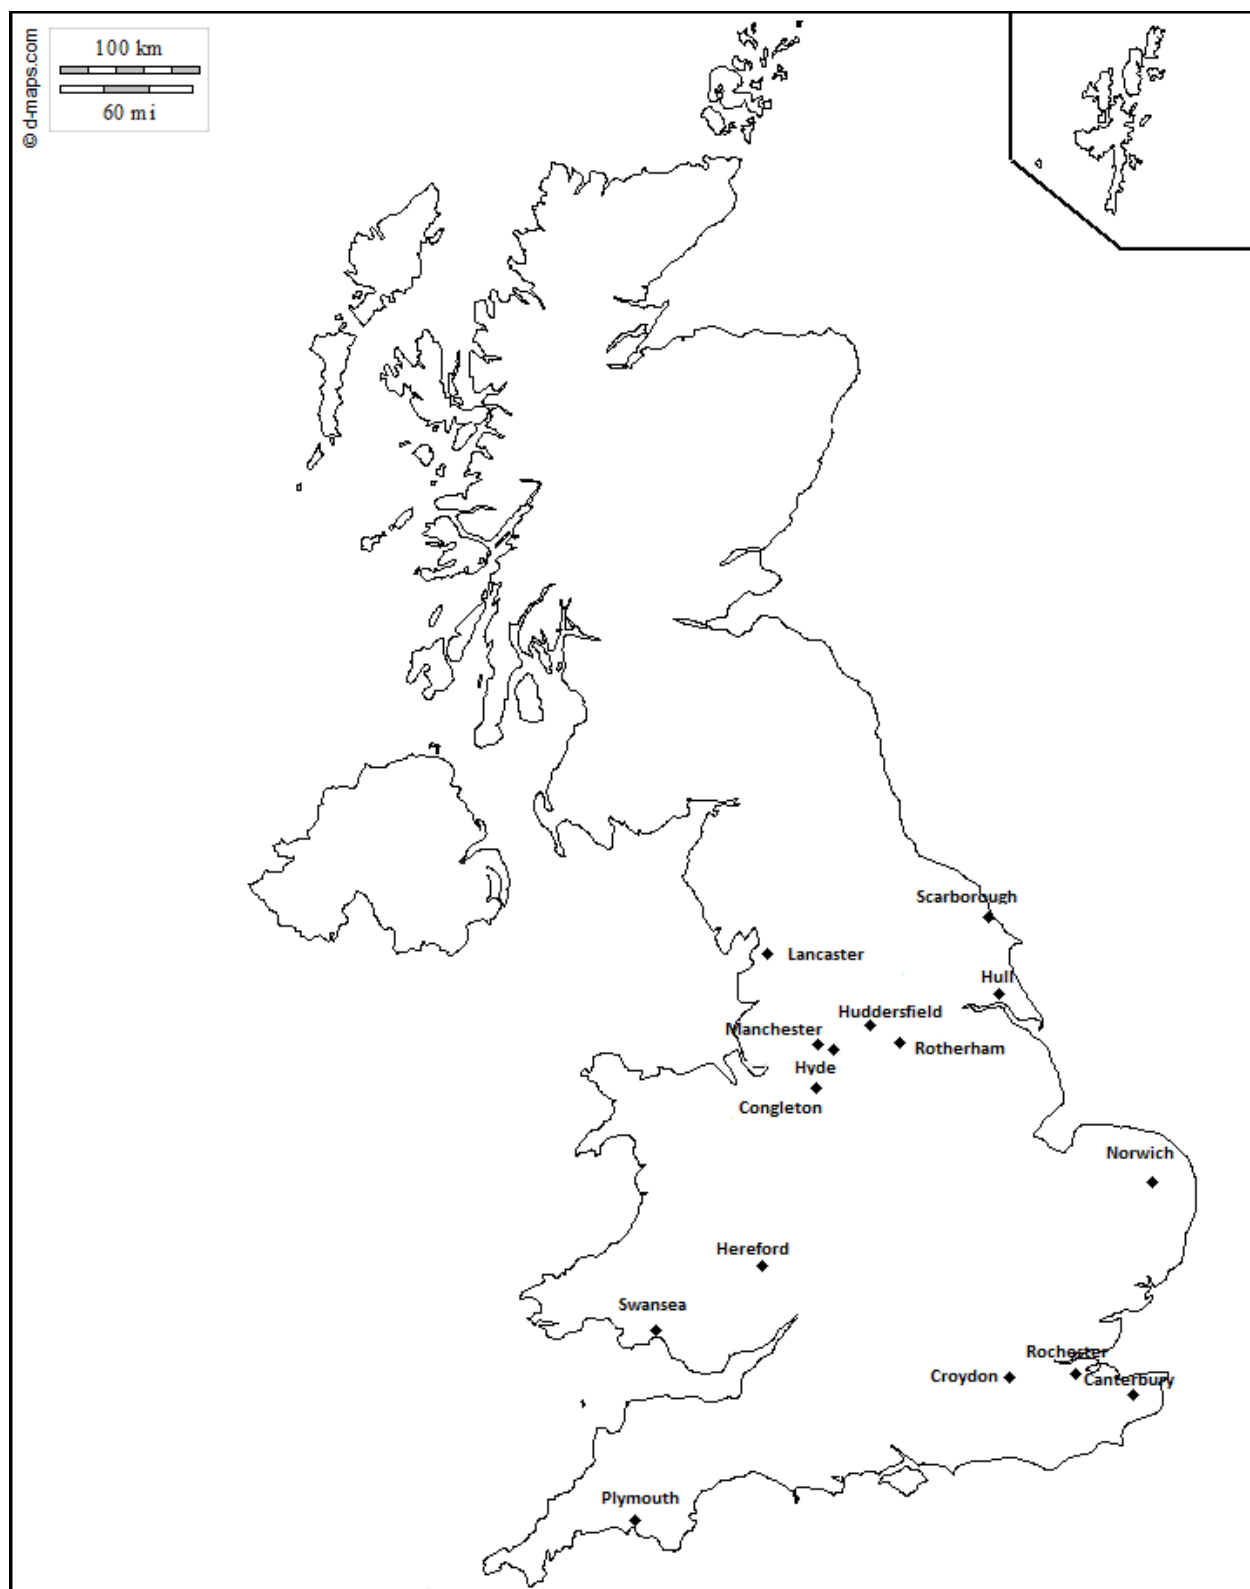 © d-maps.com
100 km
60 mi
Scarborough
Lancaster
Hull
Huddersfield
Manchester
Rotherham
Hyde
Congleton
Norwich
Hereford
Swansea
Rochester
Croydon
Canterbury
Plymouth